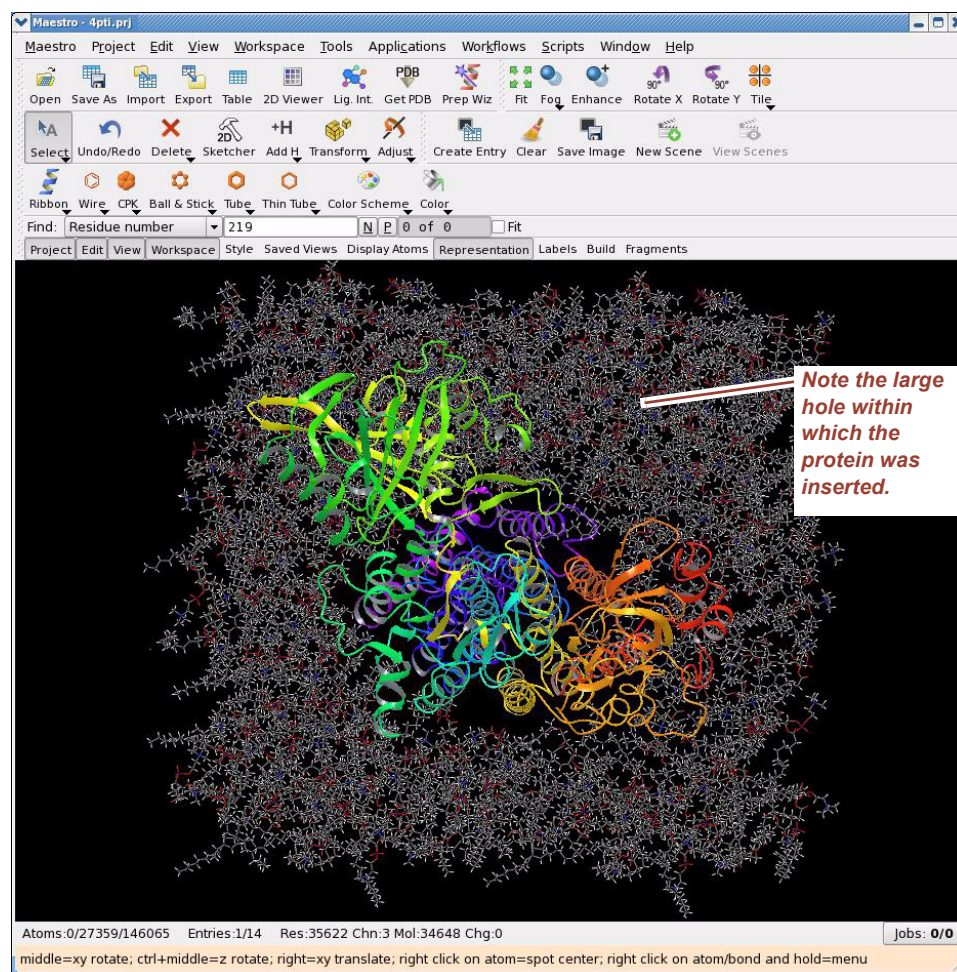 Maestro - 4pti.prj
Maestro Project Edit View Workspace Tools Applications Workflows Scripts Window Help
PDB 90° 90°
Open Save As Import Export Table 2D Viewer Lig. Int. Get PDB Prep Wiz Fit Fog Enhance Rotate X Rotate Y Tile
A 2D +H
Select Undo/Redo Delete Sketcher Add H Transform Adjust Create Entry Clear Save Image New Scene View Scenes
Ribbon Wire CPK Ball & Stick Tube Thin Tube Color Scheme Color
Find: Residue number 219 N P 0 of 0 Fit
Project Edit View Workspace Style Saved Views Display Atoms Representation Labels Build Fragments
Note the large
hole within
which the
protein was
inserted.
Atoms:0/27359/146065 Entries:1/14 Res:35622 Chn:3 Mol:34648 Chg:0 Jobs: 0/0
middle=xy rotate; ctrl+middle=z rotate; right=xy translate; right click on atom=spot center; right click on atom/bond and hold=menu